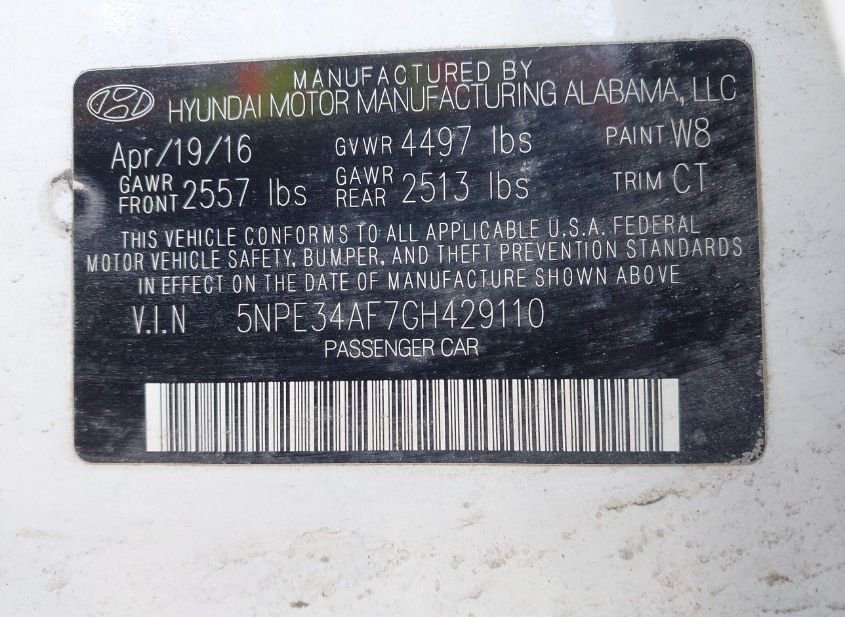 MANUFACTURED BY
HYUNDAI MOTOR MANUFACTURING ALABAMA, LLC
Apr/19/16 GVWR 4497 lbs PAINT W8
GAWR FRONT 2557 lbs GAWR REAR 2513 lbs TRIM CT
THIS VEHICLE CONFORMS TO ALL APPLICABLE U.S.A. FEDERAL
MOTOR VEHICLE SAFETY, BUMPER, AND THEFT PREVENTION STANDARDS
IN EFFECT ON THE DATE OF MANUFACTURE SHOWN ABOVE
V.I.N 5NPE34AF7GH429110
PASSENGER CAR